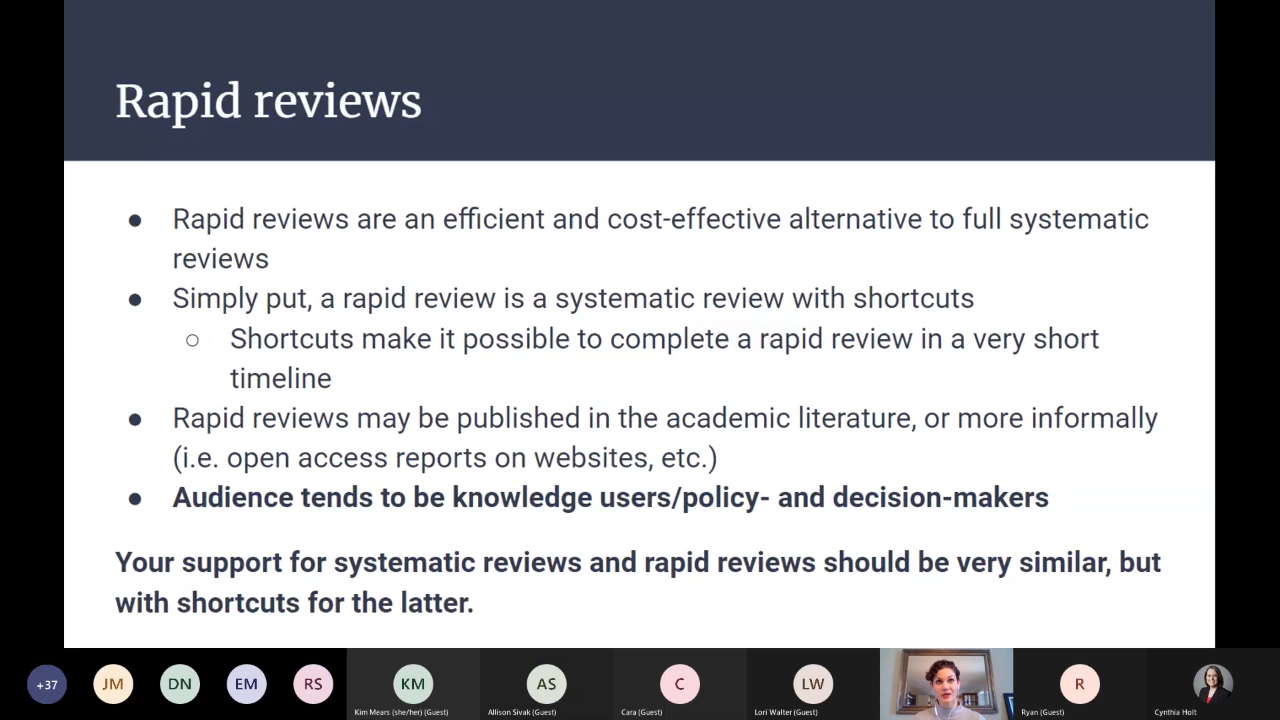 Rapid reviews
● Rapid reviews are an efficient and cost-effective alternative to full systematic
reviews
● Simply put, a rapid review is a systematic review with shortcuts
○ Shortcuts make it possible to complete a rapid review in a very short
timeline
● Rapid reviews may be published in the academic literature, or more informally
(i.e. open access reports on websites, etc.)
● Audience tends to be knowledge users/policy- and decision-makers
Your support for systematic reviews and rapid reviews should be very similar, but
with shortcuts for the latter.
+37 JM DN EM RS KM AS C LW R
Kim Mears (she/her) (Guest) Allison Sivak (Guest) Cara (Guest) Lori Walter (Guest) Ryan (Guest) Cynthia Holt